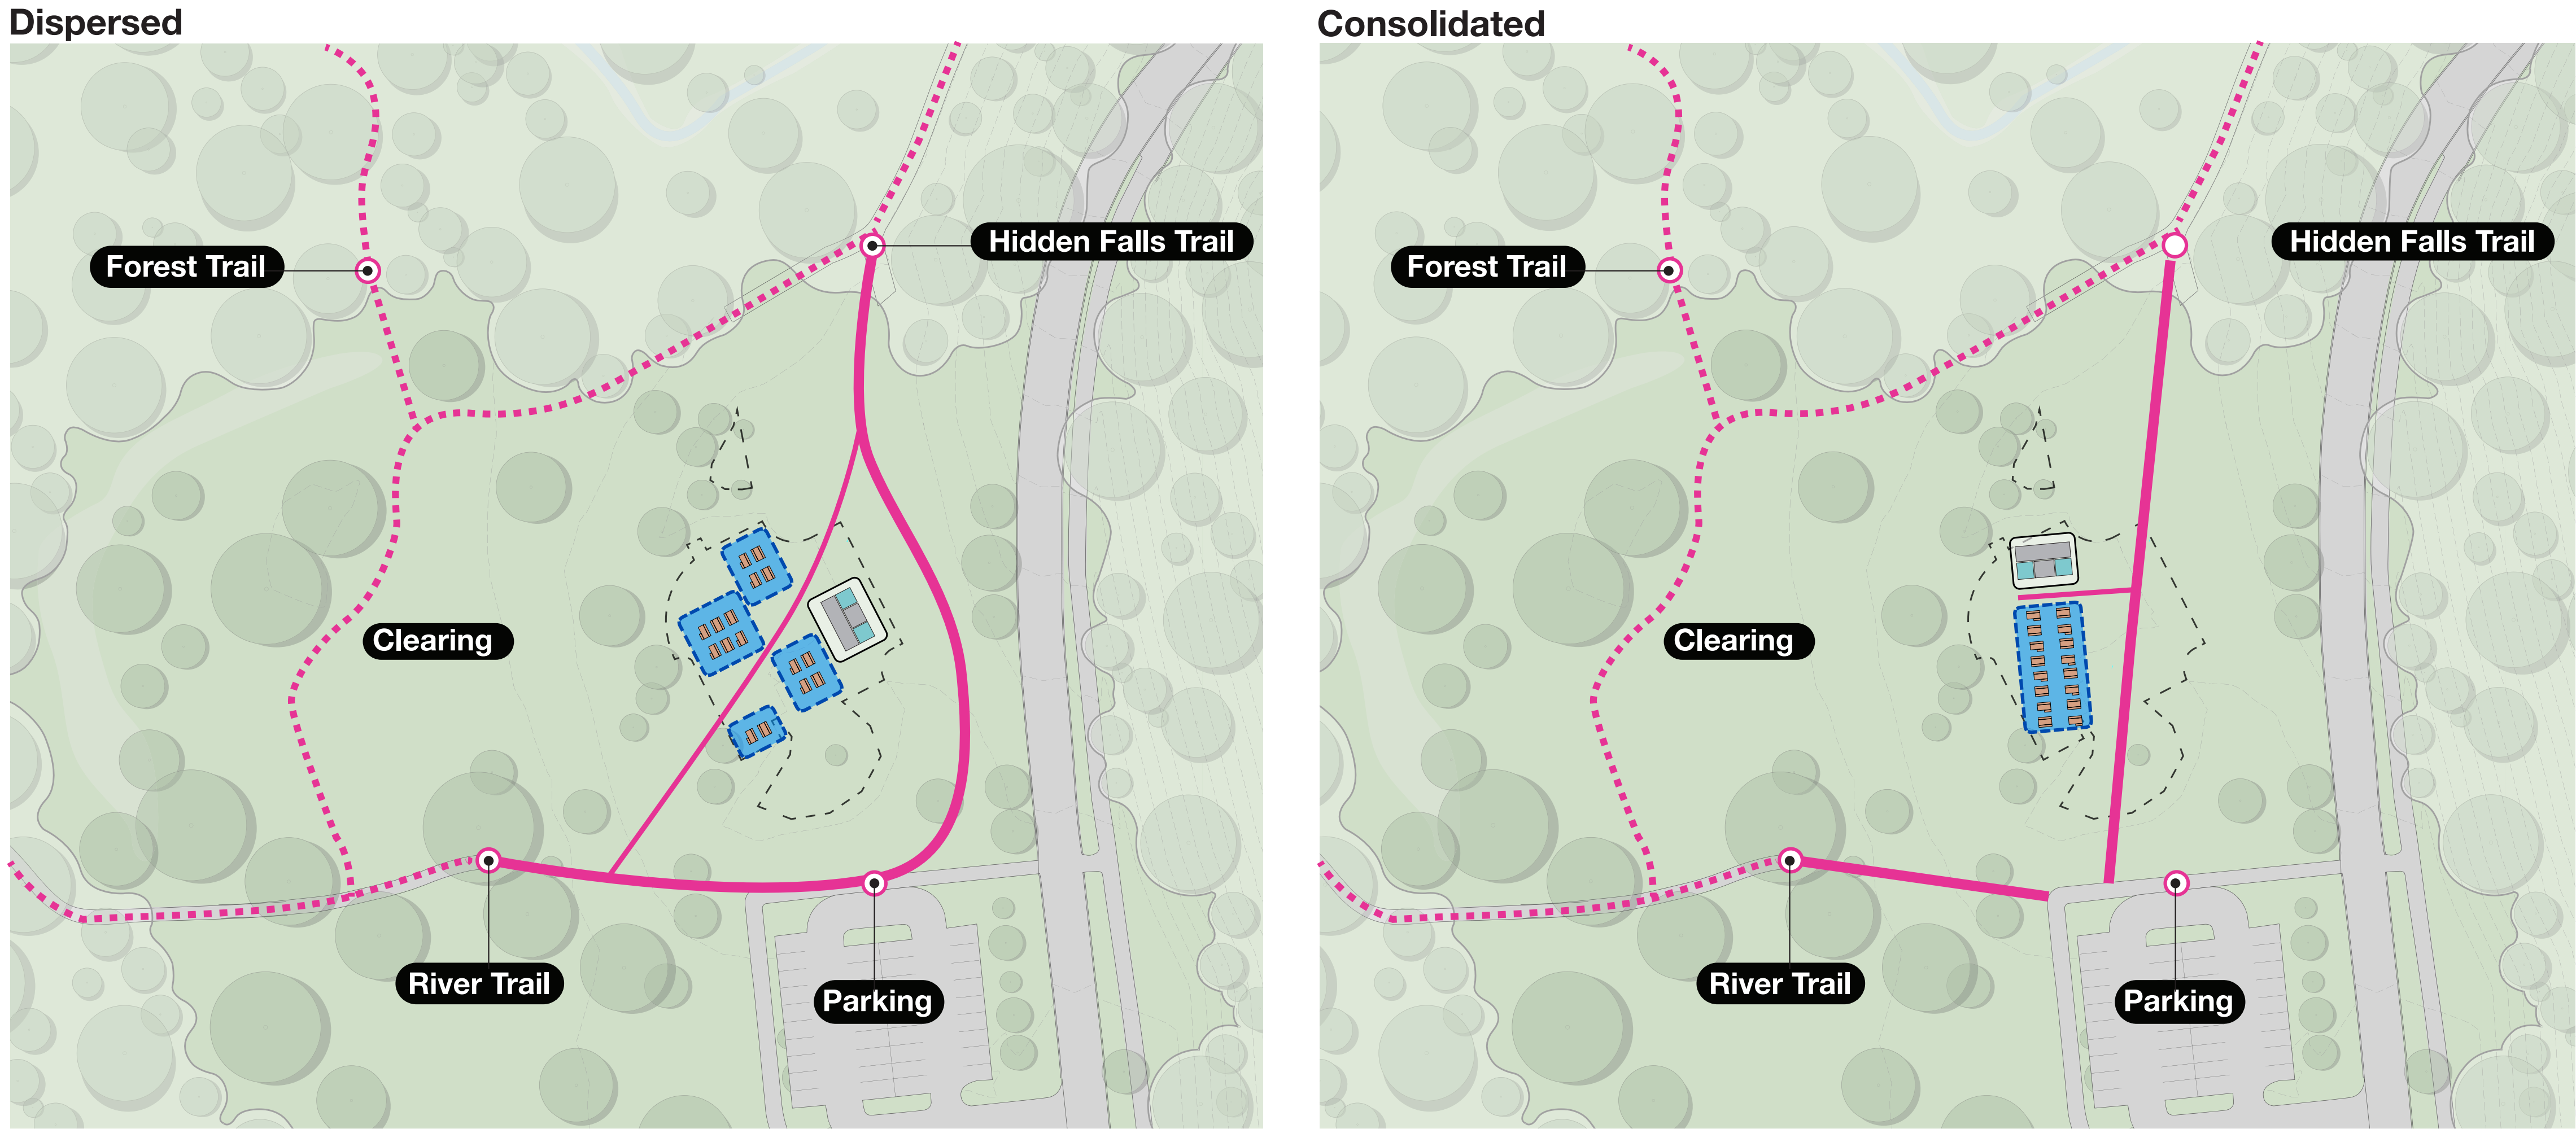 Dispersed
Hidden Falls Trail
Forest Trail
Clearing
River Trail
Parking
Consolidated
Hidden Falls Trail
Forest Trail
Clearing
River Trail
Parking